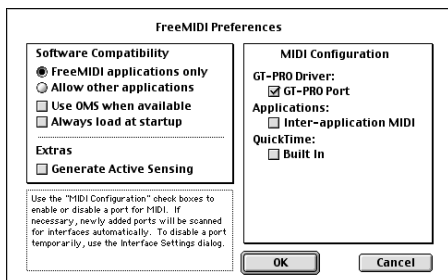 FreeMIDI Preferences
Software Compatibility
FreeMIDI applications only
Allow other applications
Use OMS when available
Always load at startup
Extras
Generate Active Sensing
Use the "MIDI Configuration" check boxes to
enable or disable a port for MIDI. If
necessary, newly added ports will be scanned
for interfaces automatically. To disable a port
temporarily, use the Interface Settings dialog.
MIDI Configuration
GT-PRO Driver:
GT-PRO Port
Applications:
Inter-application MIDI
QuickTime:
Built In
OK
Cancel